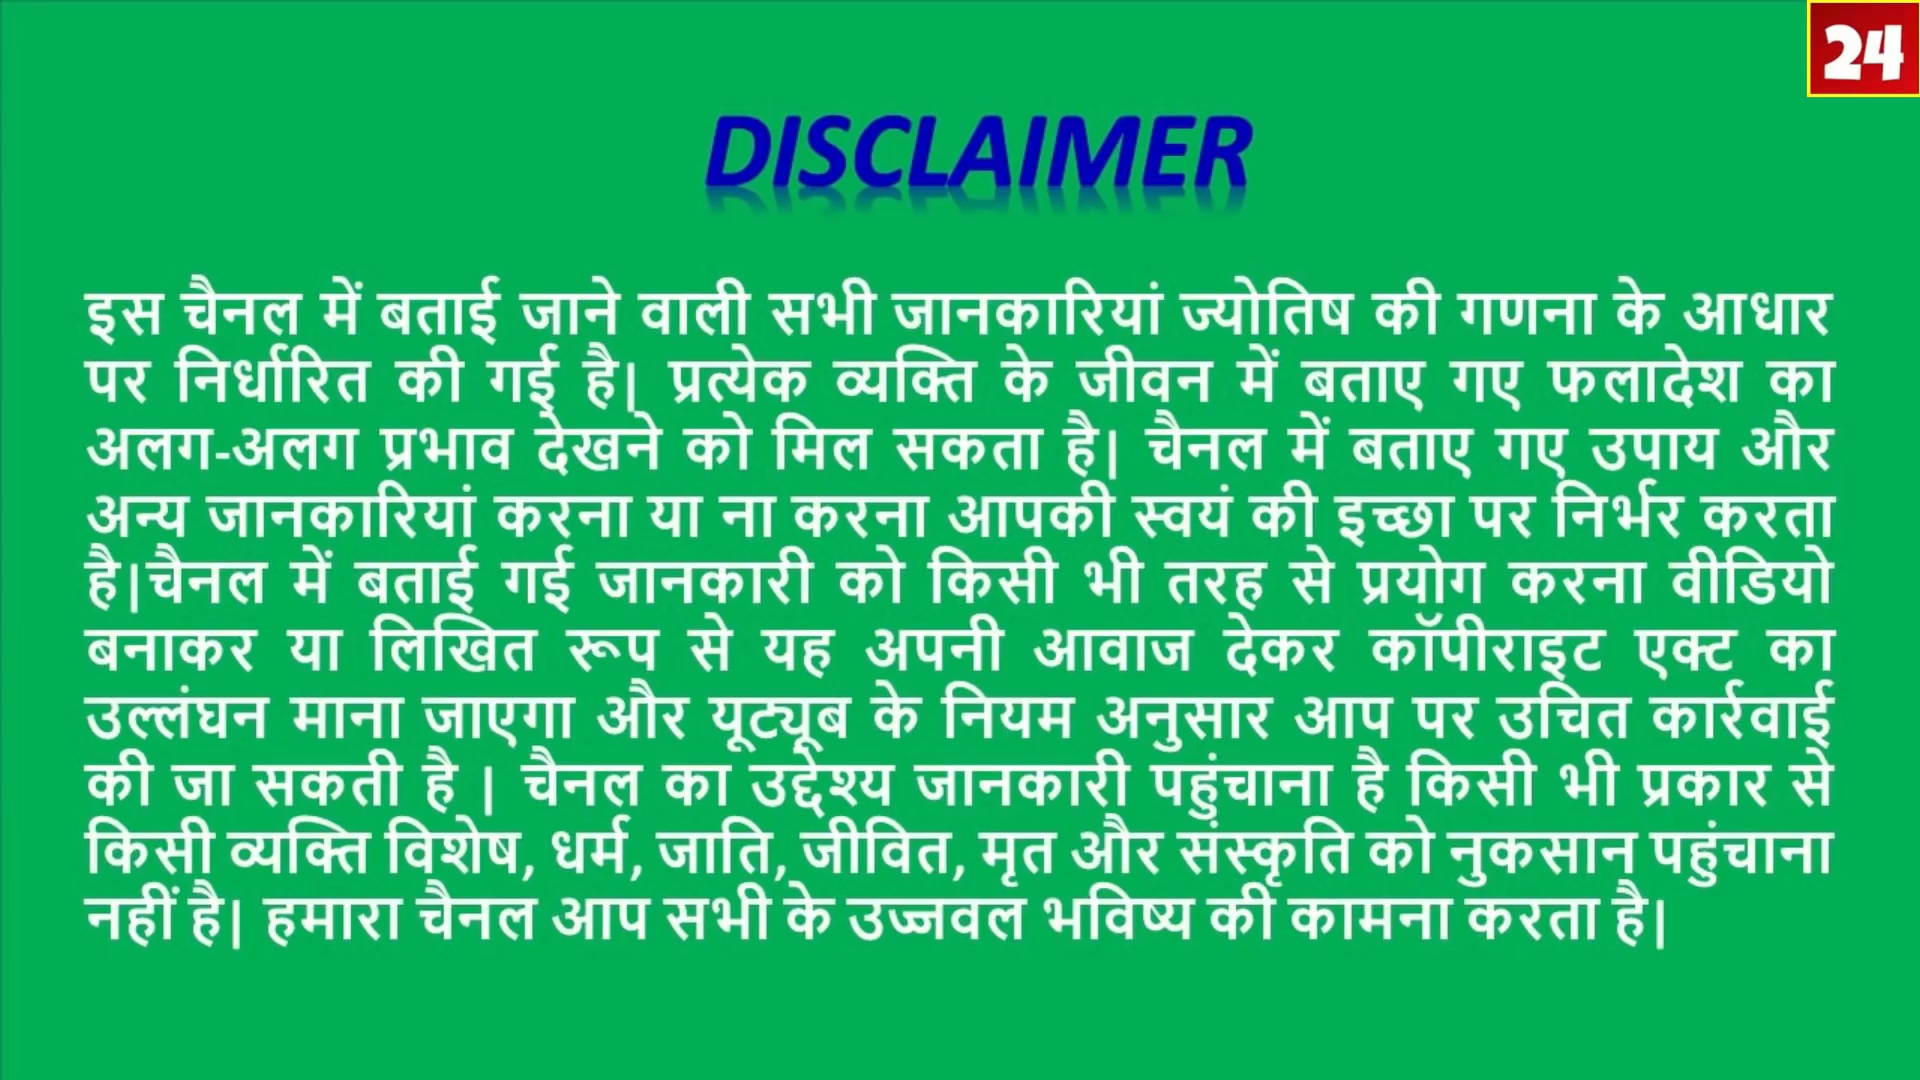 24
DISCLAIMER
इस चैनल में बताई जाने वाली सभी जानकारियां ज्योतिष की गणना के आधार
पर निर्धारित की गई है| प्रत्येक व्यक्ति के जीवन में बताए गए फलादेश का
अलग-अलग प्रभाव देखने को मिल सकता है| चैनल में बताए गए उपाय और
अन्य जानकारियां करना या ना करना आपकी स्वयं की इच्छा पर निर्भर करता
है|चैनल में बताई गई जानकारी को किसी भी तरह से प्रयोग करना वीडियो
बनाकर या लिखित रूप से यह अपनी आवाज देकर कॉपीराइट एक्ट का
उल्लंघन माना जाएगा और यूट्यूब के नियम अनुसार आप पर उचित कार्रवाई
की जा सकती है | चैनल का उद्देश्य जानकारी पहुंचाना है किसी भी प्रकार से
किसी व्यक्ति विशेष, धर्म, जाति, जीवित, मृत और संस्कृति को नुकसान पहुंचाना
नहीं है| हमारा चैनल आप सभी के उज्जवल भविष्य की कामना करता है|